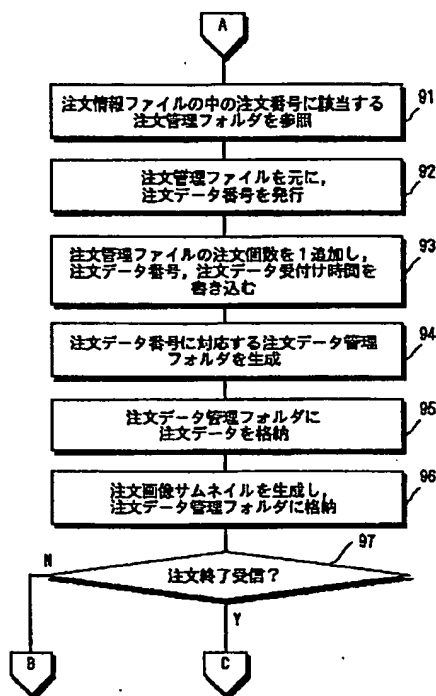 A
注文情報ファイルの中の注文番号に該当する
注文管理フォルダを参照
91
注文管理ファイルを元に,
注文データ番号を発行
92
注文管理ファイルの注文個数を1追加し,
注文データ番号,注文データ受付け時間を
書き込む
93
注文データ番号に対応する注文データ管理
フォルダを生成
94
注文データ管理フォルダに
注文データを格納
95
注文画像サムネイルを生成し,
注文データ管理フォルダに格納
96
注文終了受信?
97
N
Y
B
C